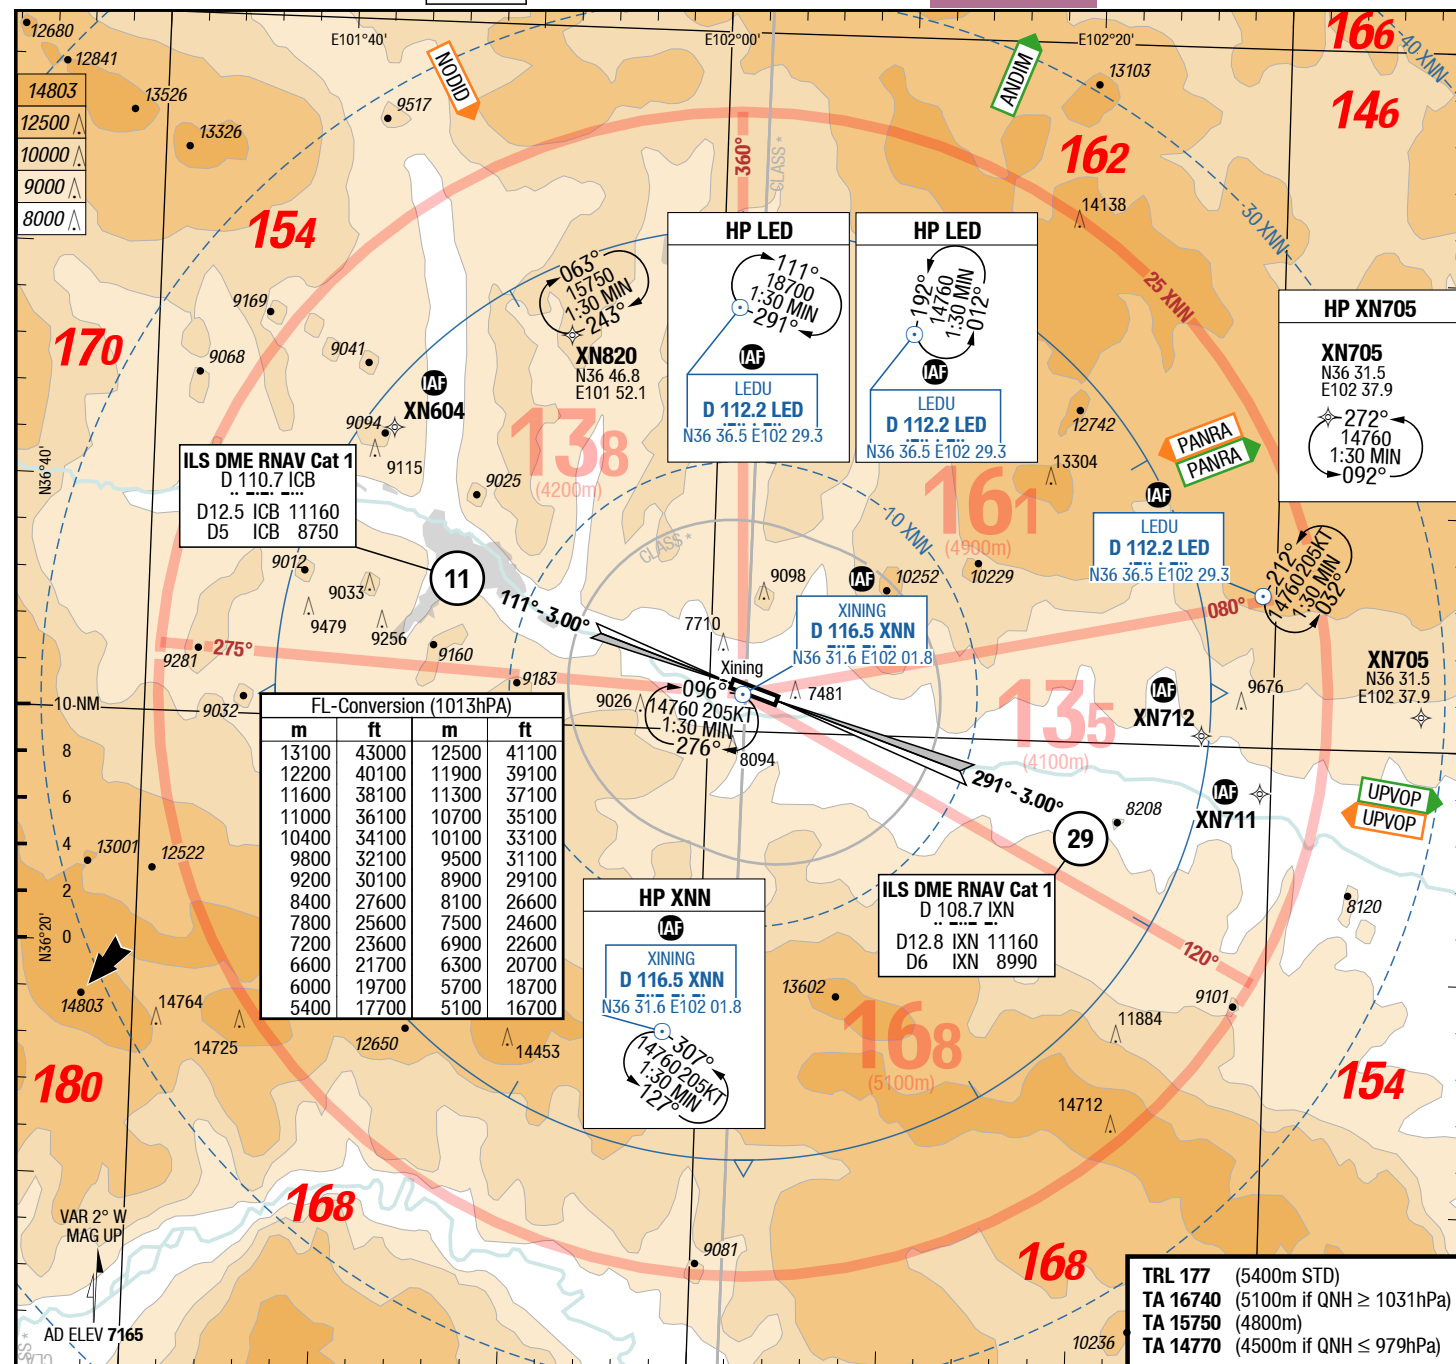 12680
12841
14803
12500
10000
9000
8000
13526
13326
E101°40'
NODID
9517
E102°00'
360°
CLASS *
ANDIM
E102°20'
13103
166
40 XNN
146
162
154
14138
30 XNN
25 XNN
170
9169
9068
9041
9094
9115
IAF
XN604
063°
15750
1:30 MIN
243°
XN820
N36 46.8
E101 52.1
HP LED
111°
18700
1:30 MIN
291°
IAF
LEDU
D 112.2 LED
N36 36.5 E102 29.3
HP LED
192°
14760
1:30 MIN
012°
IAF
LEDU
D 112.2 LED
N36 36.5 E102 29.3
HP XN705
XN705
N36 31.5
E102 37.9
272°
14760
1:30 MIN
092°
12742
13304
PANRA
PANRA
138
(4200m)
161
(4900m)
N36°40'
ILS DME RNAV Cat 1
D 110.7 ICB
D12.5 ICB 11160
D5 ICB 8750
9025
10 XNN
CLASS *
IAF
LEDU
D 112.2 LED
N36 36.5 E102 29.3
212°
14760 205KT
1:30 MIN
032°
9012
9033
9479
9256
9160
11
111°- 3.00°
9098
IAF
10252
10229
XINING
D 116.5 XNN
N36 31.6 E102 01.8
7710
Xining
080°
275°
9281
9183
9032
10 NM
8
6
4
2
0
9026
096°
14760 205KT
1:30 MIN
276°
7481
8094
135
(4100m)
IAF
XN712
9676
XN705
N36 31.5
E102 37.9
FL-Conversion (1013hPA)
m ft m ft
13100 43000 12500 41100
12200 40100 11900 39100
11600 38100 11300 37100
11000 36100 10700 35100
10400 34100 10100 33100
9800 32100 9500 31100
9200 30100 8900 29100
8400 27600 8100 26600
7800 25600 7500 24600
7200 23600 6900 22600
6600 21700 6300 20700
6000 19700 5700 18700
5400 17700 5100 16700
291°- 3.00°
29
8208
IAF
XN711
UPVOP
UPVOP
13001
12522
N36°20'
14803
14764
14725
12650
14453
HP XNN
IAF
XINING
D 116.5 XNN
N36 31.6 E102 01.8
307°
14760 205KT
1:30 MIN
127°
ILS DME RNAV Cat 1
D 108.7 IXN
D12.8 IXN 11160
D6 IXN 8990
8120
120°
9101
13602
168
(5100m)
11884
14712
180
154
168
VAR 2° W
MAG UP
AD ELEV 7165
9081
168
10236
TRL 177 (5400m STD)
TA 16740 (5100m if QNH ≥ 1031hPa)
TA 15750 (4800m)
TA 14770 (4500m if QNH ≤ 979hPa)